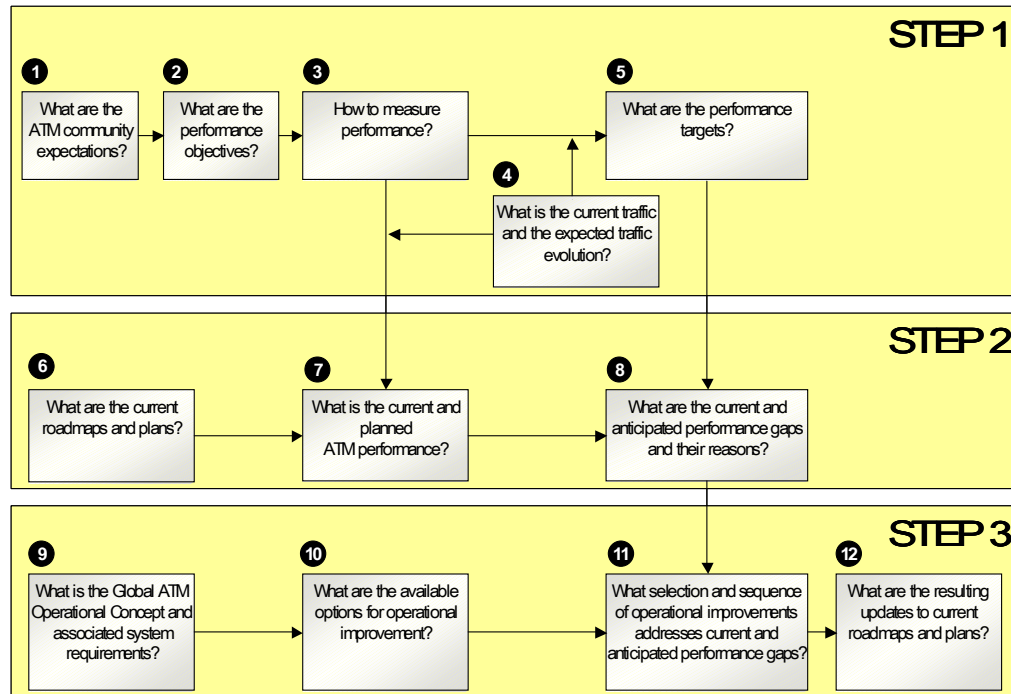 STEP 1
1
What are the
ATM community
expectations?
2
What are the
performance
objectives?
3
How to measure
performance?
5
What are the performance
targets?
4
What is the current traffic
and the expected traffic
evolution?
STEP 2
6
What are the current
roadmaps and plans?
7
What is the current and
planned
ATM performance?
8
What are the current and
anticipated performance gaps
and their reasons?
STEP 3
9
What is the Global ATM
Operational Concept and
associated system
requirements?
10
What are the available
options for operational
improvement?
11
What selection and sequence
of operational improvements
addresses current and
anticipated performance gaps?
12
What are the resulting
updates to current
roadmaps and plans?